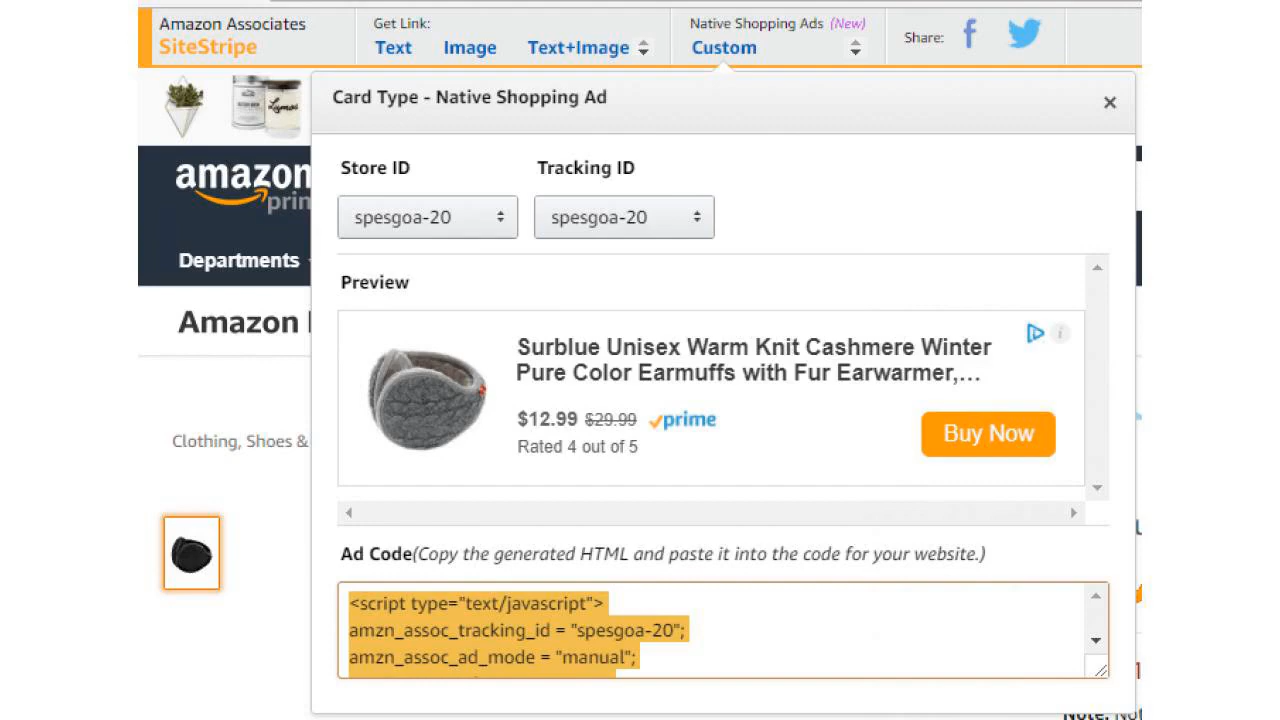 Amazon Associates
SiteStripe
Get Link:
Text Image Text+Image
Native Shopping Ads (New)
Custom
Share:
Card Type - Native Shopping Ad
Store ID Tracking ID
spesgoa-20 spesgoa-20
amazon
prim
Departments
Preview
Amazon
Surblue Unisex Warm Knit Cashmere Winter
Pure Color Earmuffs with Fur Earwarmer,...
$12.99 $29.99 prime
Rated 4 out of 5
Buy Now
Clothing, Shoes &
Ad Code(Copy the generated HTML and paste it into the code for your website.)
<script type="text/javascript">
amzn_assoc_tracking_id = "spesgoa-20";
amzn_assoc_ad_mode = "manual";